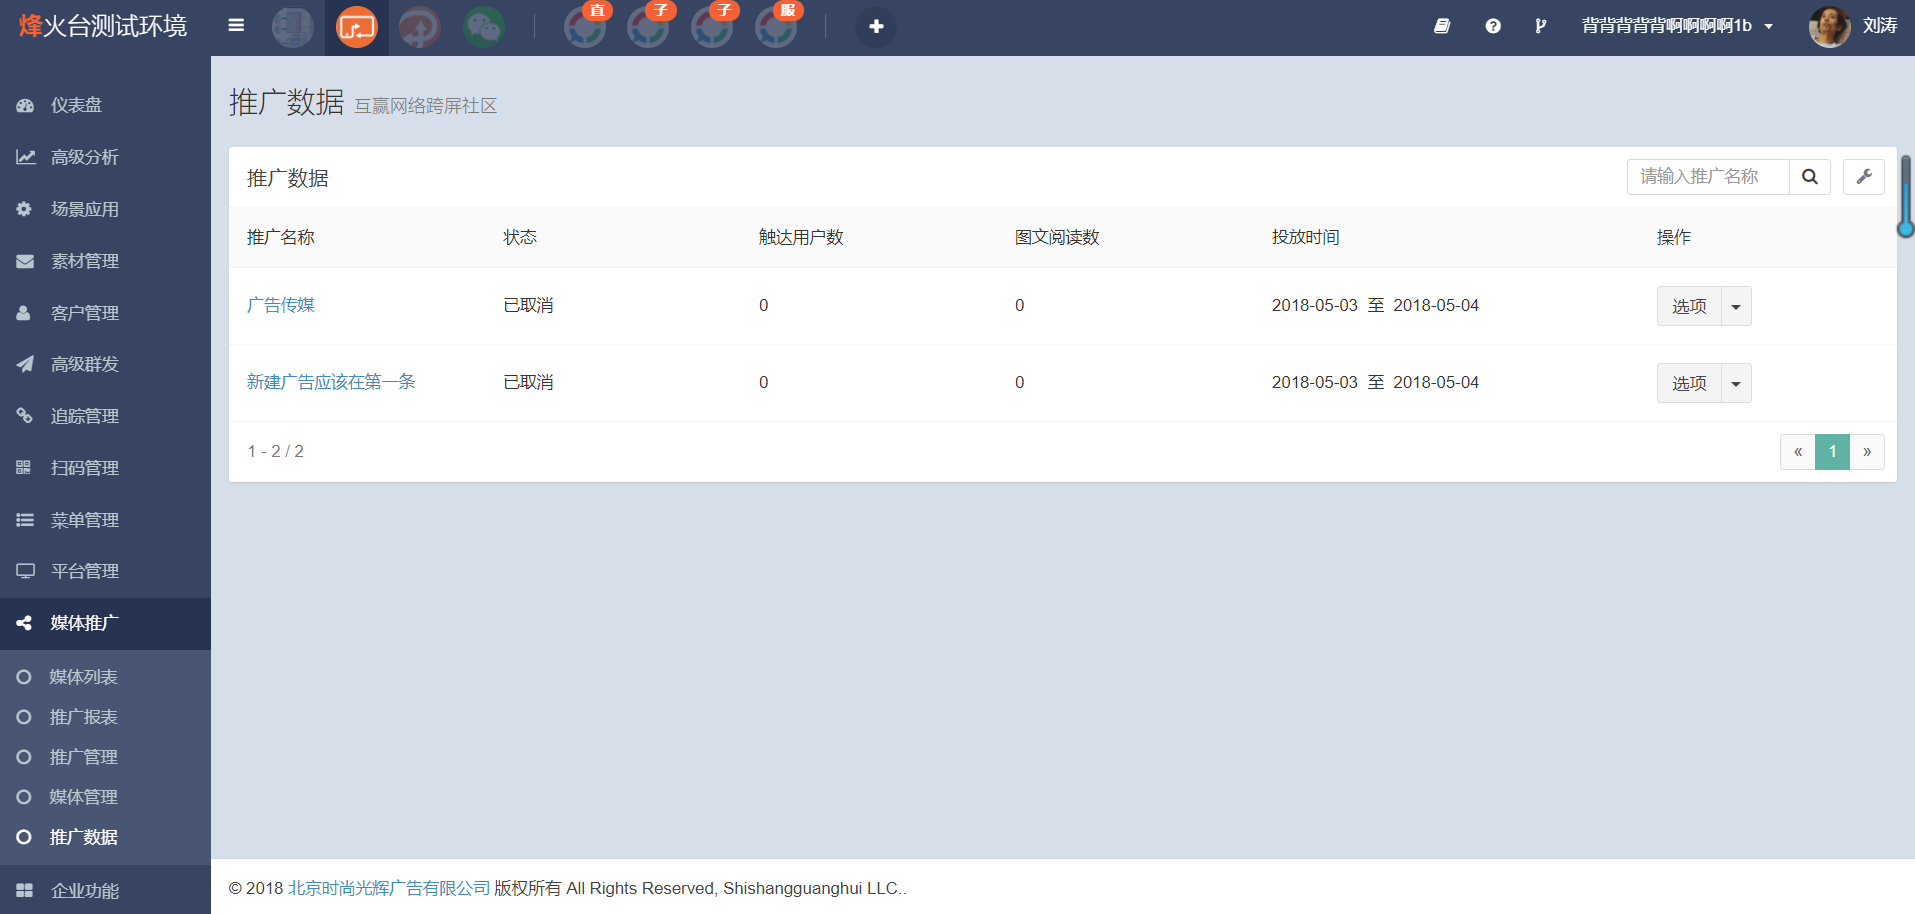 烽火台测试环境
直
子
子
服
背背背背背啊啊啊啊1b
刘涛
仪表盘
高级分析
场景应用
素材管理
客户管理
高级群发
追踪管理
扫码管理
菜单管理
平台管理
媒体推广
媒体列表
推广报表
推广管理
媒体管理
推广数据
企业功能
推广数据 互赢网络跨屏社区
推广数据
请输入推广名称
推广名称 状态 触达用户数 图文阅读数 投放时间 操作
广告传媒 已取消 0 0 2018-05-03 至 2018-05-04 选项
新建广告应该在第一条 已取消 0 0 2018-05-03 至 2018-05-04 选项
1 - 2 / 2
« 1 »
© 2018 北京时尚光辉广告有限公司 版权所有 All Rights Reserved, Shishangguanghui LLC..